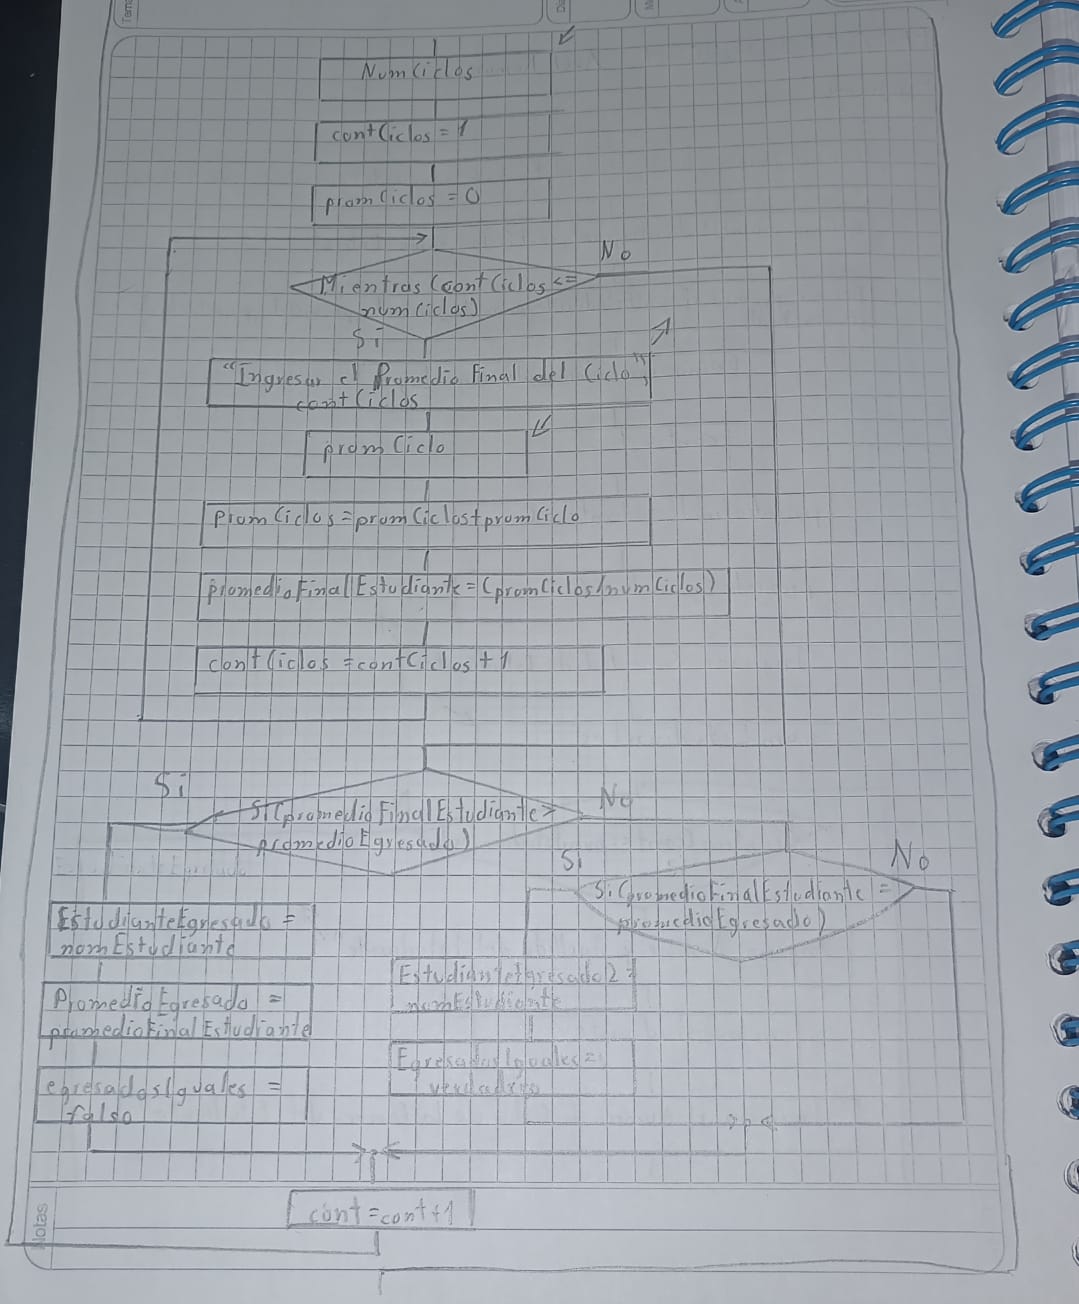 Tema
NumCiclos
contCiclos = 1
promCiclos = 0
No
Mientras (contCiclos <=
numCiclos)
Si
"Ingresar el Promedio Final del Ciclo",
contCiclos
promCiclo
PromCiclos = promCiclos + promCiclo
promedioFinalEstudiante = (promCiclos/numCiclos)
contCiclos = contCiclos + 1
Si
No
Si (promedioFinalEstudiante >
promedioEgresado)
Si
No
Si (promedioFinalEstudiante =
promedioEgresado)
EstudianteEgresado =
nomEstudiante
EstudianteEgresado2 =
nomEstudiante
PromedioEgresado =
promedioFinalEstudiante
EgresadosIguales =
verdadero
egresadosIguales =
falso
cont = cont + 1
Notas